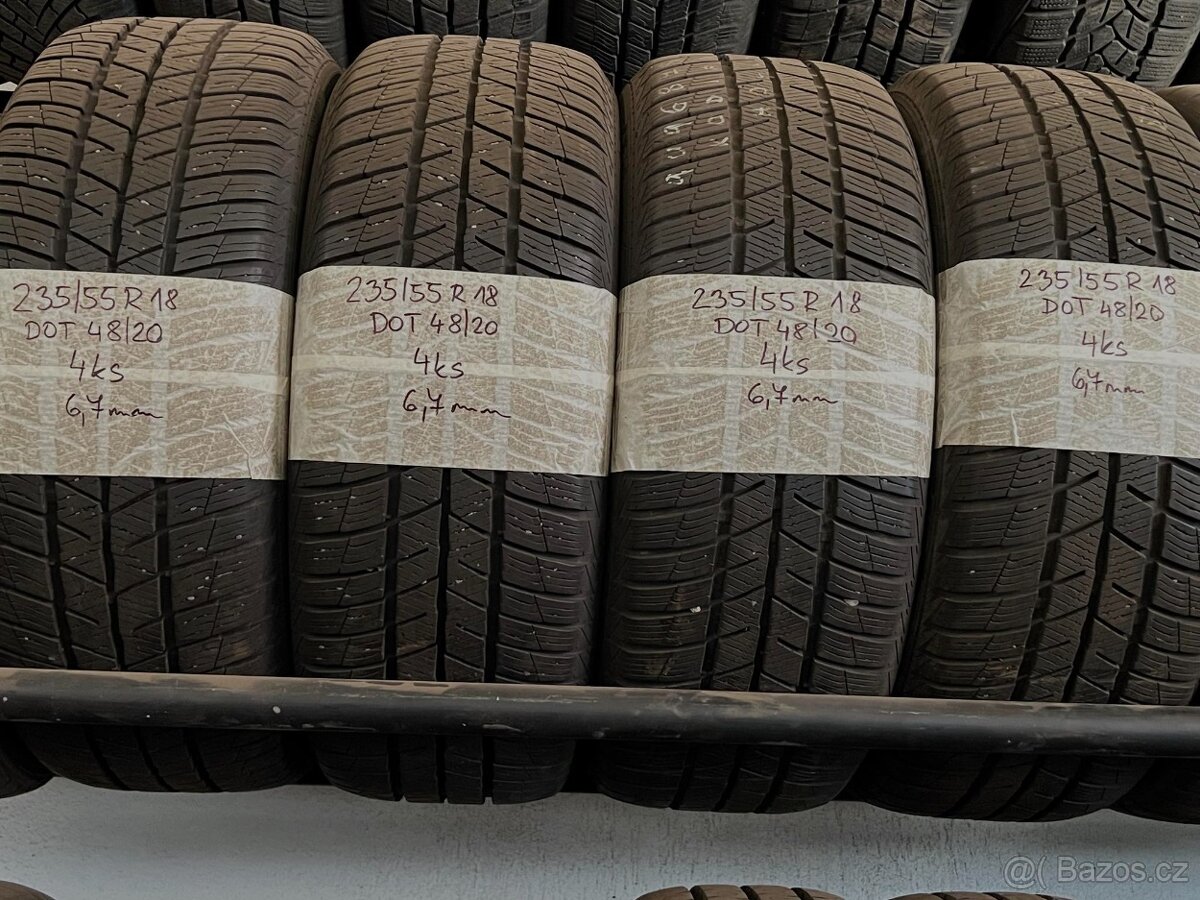 235/55 R 18
DOT 48/20
4ks
6,7mm
235/55 R 18
DOT 48/20
4ks
6,7mm
235/55 R 18
DOT 48/20
4ks
6,7mm
235/55 R 18
DOT 48/20
4ks
6,7mm
@( Bazos.cz